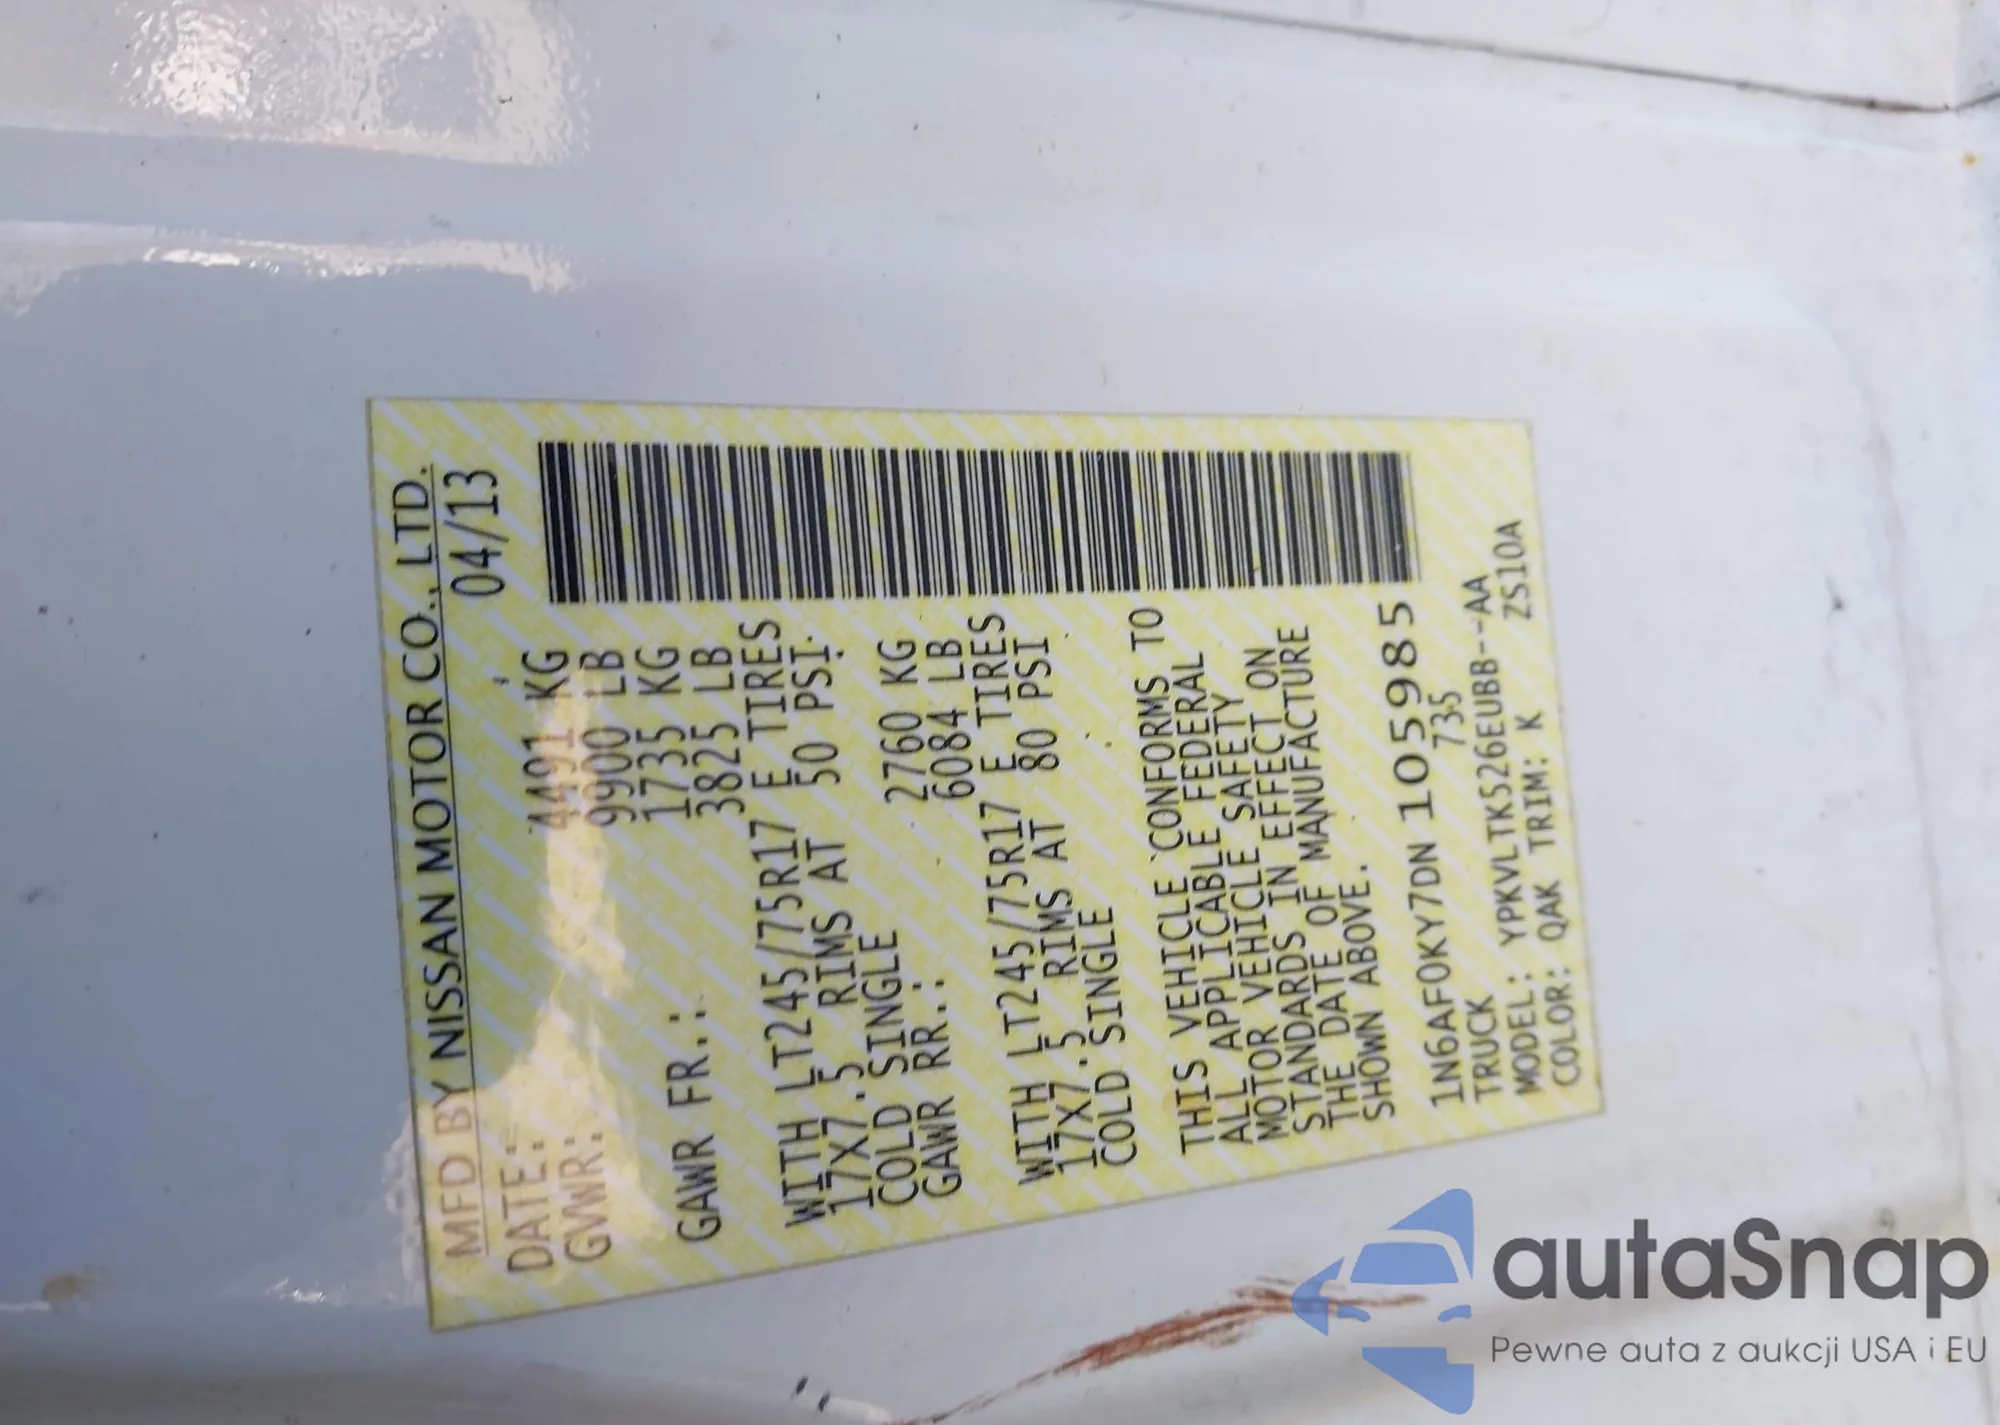 MFD BY NISSAN MOTOR CO., LTD.
DATE: 04/13
GVWR: 4491 KG
9900 LB
GAWR FR.: 1735 KG
3825 LB
WITH LT245/75R17 E TIRES
17X7.5 RIMS AT 50 PSI.
COLD SINGLE
GAWR RR.: 2760 KG
6084 LB
WITH LT245/75R17 E TIRES
17X7.5 RIMS AT 80 PSI
COLD SINGLE
THIS VEHICLE CONFORMS TO
ALL APPLICABLE FEDERAL
MOTOR VEHICLE SAFETY
STANDARDS IN EFFECT ON
THE DATE OF MANUFACTURE
SHOWN ABOVE.
1N6AF0KY7DN 105985
TRUCK 735
MODEL: YPKVLTK526EUBB--AA
COLOR: QAK TRIM: K ZS10A
autaSnap
Pewne auta z aukcji USA i EU